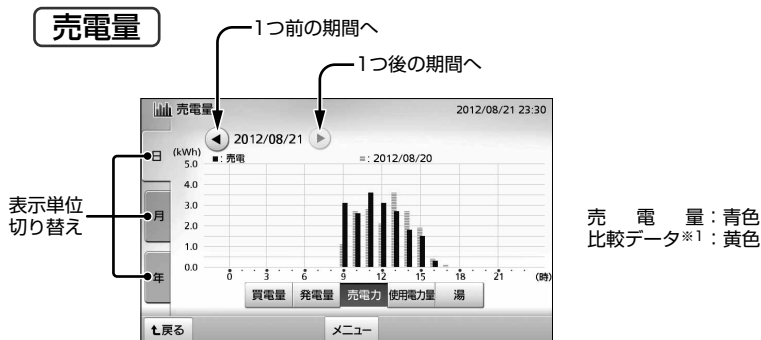 売電量
1つ前の期間へ
1つ後の期間へ
売電量
2012/08/21 23:30
◀ 2012/08/21 ▶
日
月
年
(kWh)
■：売電
=：2012/08/20
5.0
4.0
3.0
2.0
1.0
0.0
0 3 6 9 12 15 18 21 (時)
買電量 発電量 売電力 使用電力量 湯
戻る
メニュー
表示単位
切り替え
売電量：青色
比較データ※1：黄色